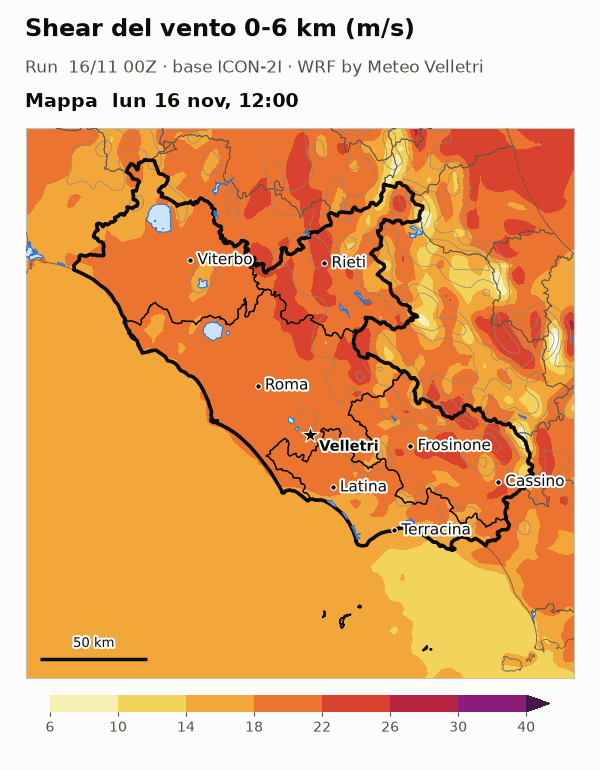 Shear del vento 0-6 km (m/s)
Run  16/11 00Z · base ICON-2I · WRF by Meteo Velletri
Mappa  lun 16 nov, 12:00
Viterbo
Rieti
Roma
Velletri
Frosinone
Cassino
Latina
Terracina
50 km
6 10 14 18 22 26 30 40